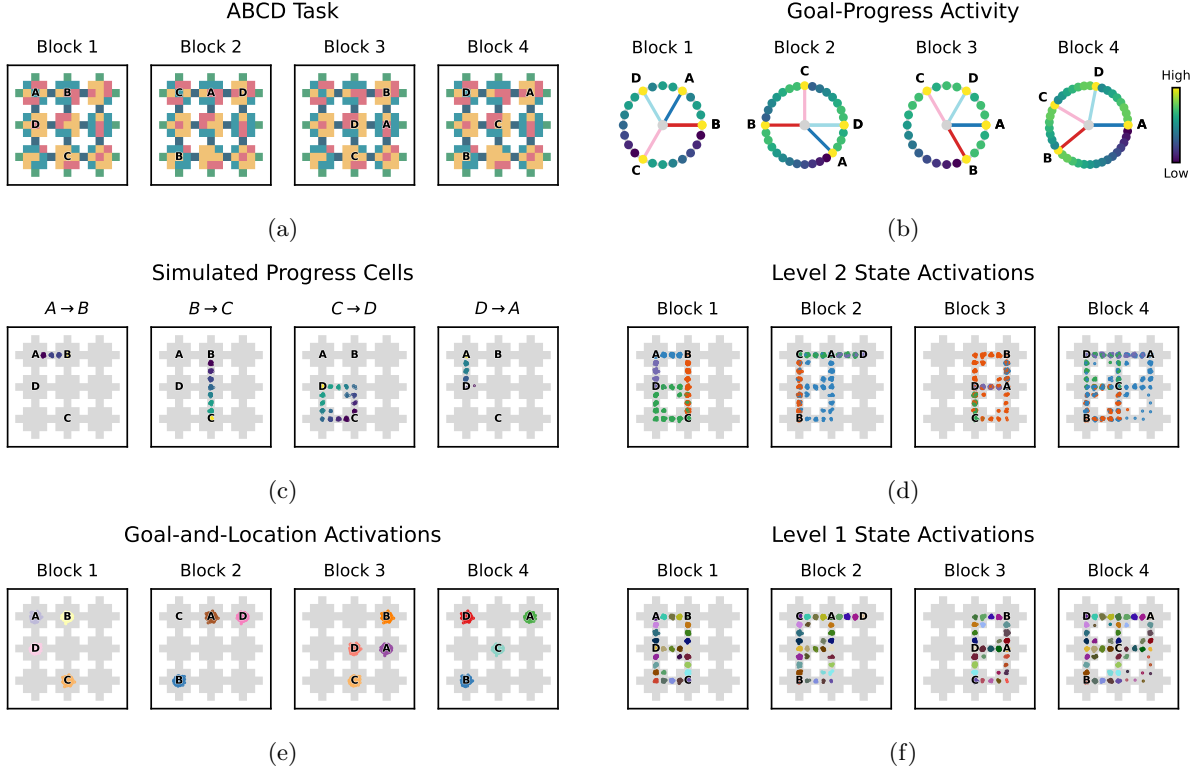 ABCD Task
Block 1 Block 2 Block 3 Block 4
A B C A D B D A
D D A C
C B C B
(a)
Goal-Progress Activity
Block 1 Block 2 Block 3 Block 4
D A C C D D
High
C
B B D A A
A
C B B
Low
(b)
Simulated Progress Cells
A→B B→C C→D D→A
A B A B A B A B
D D D D
C C C C
(c)
Level 2 State Activations
Block 1 Block 2 Block 3 Block 4
A B C A D B D A
D D A C
C B C B
(d)
Goal-and-Location Activations
Block 1 Block 2 Block 3 Block 4
A B C A D B D A
D D A C
C B C B
(e)
Level 1 State Activations
Block 1 Block 2 Block 3 Block 4
A B C A D B D A
D D A C
C B C B
(f)